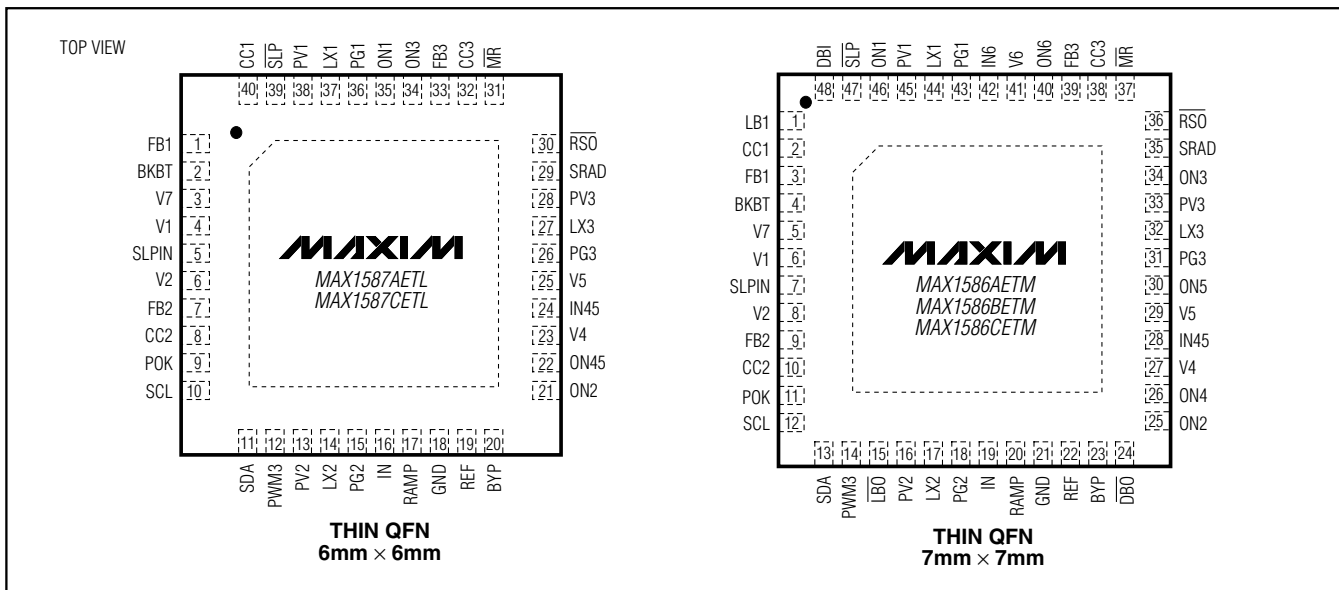 TOP VIEW
CC1
SLP
PV1
LX1
PG1
ON1
ON3
FB3
CC3
MR
40 39 38 37 36 35 34 33 32 31
FB1 1
BKBT 2
V7 3
V1 4
SLPIN 5
V2 6
FB2 7
CC2 8
POK 9
SCL 10
MAXIM
MAX1587AETL
MAX1587CETL
30 RSO
29 SRAD
28 PV3
27 LX3
26 PG3
25 V5
24 IN45
23 V4
22 ON45
21 ON2
11 12 13 14 15 16 17 18 19 20
SDA
PWM3
PV2
LX2
PG2
IN
RAMP
GND
REF
BYP
THIN QFN
6mm × 6mm
DBI
SLP
ON1
PV1
LX1
PG1
IN6
V6
ON6
FB3
CC3
MR
48 47 46 45 44 43 42 41 40 39 38 37
LB1 1
CC1 2
FB1 3
BKBT 4
V7 5
V1 6
SLPIN 7
V2 8
FB2 9
CC2 10
POK 11
SCL 12
MAXIM
MAX1586AETM
MAX1586BETM
MAX1586CETM
36 RSO
35 SRAD
34 ON3
33 PV3
32 LX3
31 PG3
30 ON5
29 V5
28 IN45
27 V4
26 ON4
25 ON2
13 14 15 16 17 18 19 20 21 22 23 24
SDA
PWM3
LBO
PV2
LX2
PG2
IN
RAMP
GND
REF
BYP
DBO
THIN QFN
7mm × 7mm